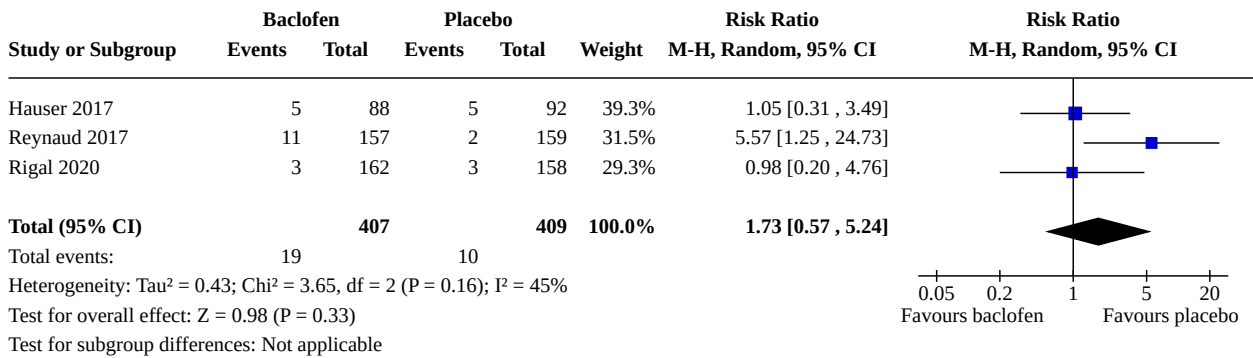 Baclofen Placebo Risk Ratio Risk Ratio
Study or Subgroup Events Total Events Total Weight M-H, Random, 95% CI M-H, Random, 95% CI
Hauser 2017 5 88 5 92 39.3% 1.05 [0.31 , 3.49]
Reynaud 2017 11 157 2 159 31.5% 5.57 [1.25 , 24.73]
Rigal 2020 3 162 3 158 29.3% 0.98 [0.20 , 4.76]
Total (95% CI) 407 409 100.0% 1.73 [0.57 , 5.24]
Total events: 19 10
Heterogeneity: Tau² = 0.43; Chi² = 3.65, df = 2 (P = 0.16); I² = 45%
0.05 0.2 1 5 20
Test for overall effect: Z = 0.98 (P = 0.33)
Favours baclofen Favours placebo
Test for subgroup differences: Not applicable